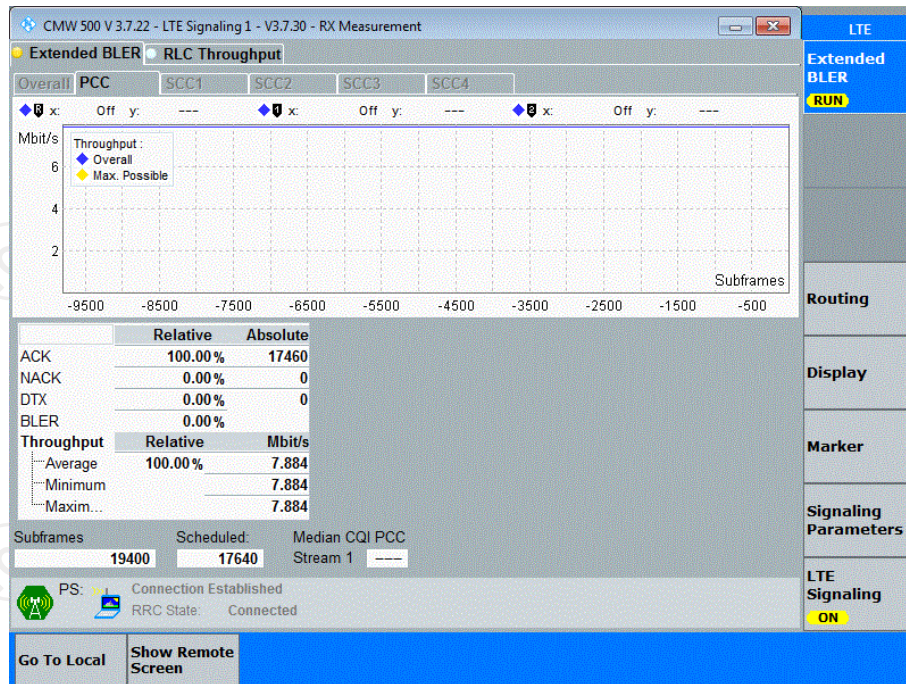 CMW 500 V 3.7.22 - LTE Signaling 1 - V3.7.30 - RX Measurement
LTE
Extended BLER RLC Throughput
Extended BLER
RUN
Overall PCC SCC1 SCC2 SCC3 SCC4
R x: Off y: --- 1 x: Off y: --- 2 x: Off y: ---
Mbit/s
Throughput :
Overall
Max. Possible
6
4
2
Subframes
-9500 -8500 -7500 -6500 -5500 -4500 -3500 -2500 -1500 -500
Relative Absolute
ACK 100.00 % 17460
NACK 0.00 % 0
DTX 0.00 % 0
BLER 0.00 %
Throughput Relative Mbit/s
Average 100.00 % 7.884
Minimum 7.884
Maxim... 7.884
Subframes Scheduled: Median CQI PCC
19400 17640 Stream 1 ---
PS: Connection Established
RRC State: Connected
Routing
Display
Marker
Signaling Parameters
LTE Signaling
ON
Go To Local
Show Remote Screen